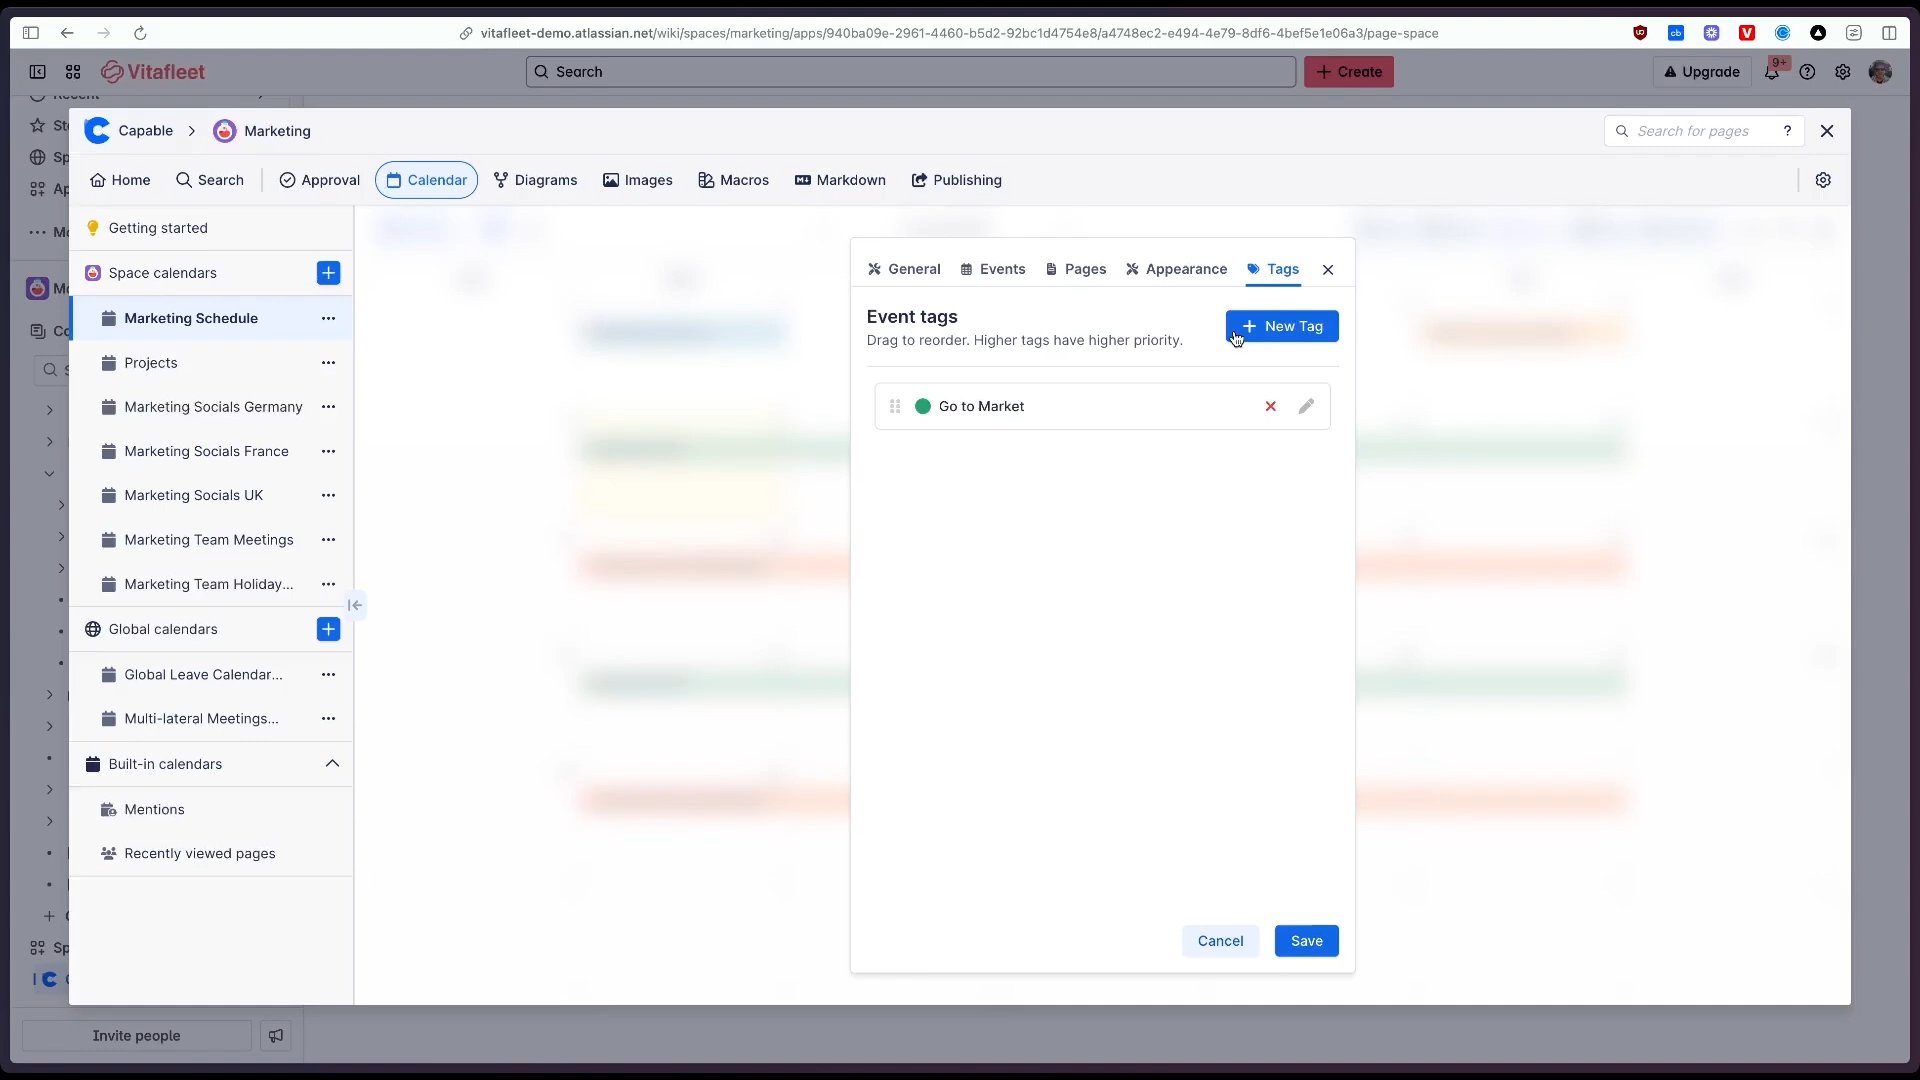 vitafleet-demo.atlassian.net/wiki/spaces/marketing/apps/940ba09e-2961-4460-b5d2-92bc1d4754e8/a4748ec2-e494-4e79-8df6-4bef5e1e06a3/page-space
Vitafleet
Search
+ Create
Upgrade
9+
Capable > Marketing
Search for pages ?
Home
Search
Approval
Calendar
Diagrams
Images
Macros
Markdown
Publishing
Getting started
Space calendars
Marketing Schedule
Projects
Marketing Socials Germany
Marketing Socials France
Marketing Socials UK
Marketing Team Meetings
Marketing Team Holiday...
Global calendars
Global Leave Calendar...
Multi-lateral Meetings...
Built-in calendars
Mentions
Recently viewed pages
General
Events
Pages
Appearance
Tags
Event tags
Drag to reorder. Higher tags have higher priority.
+ New Tag
Go to Market
Cancel
Save
Invite people